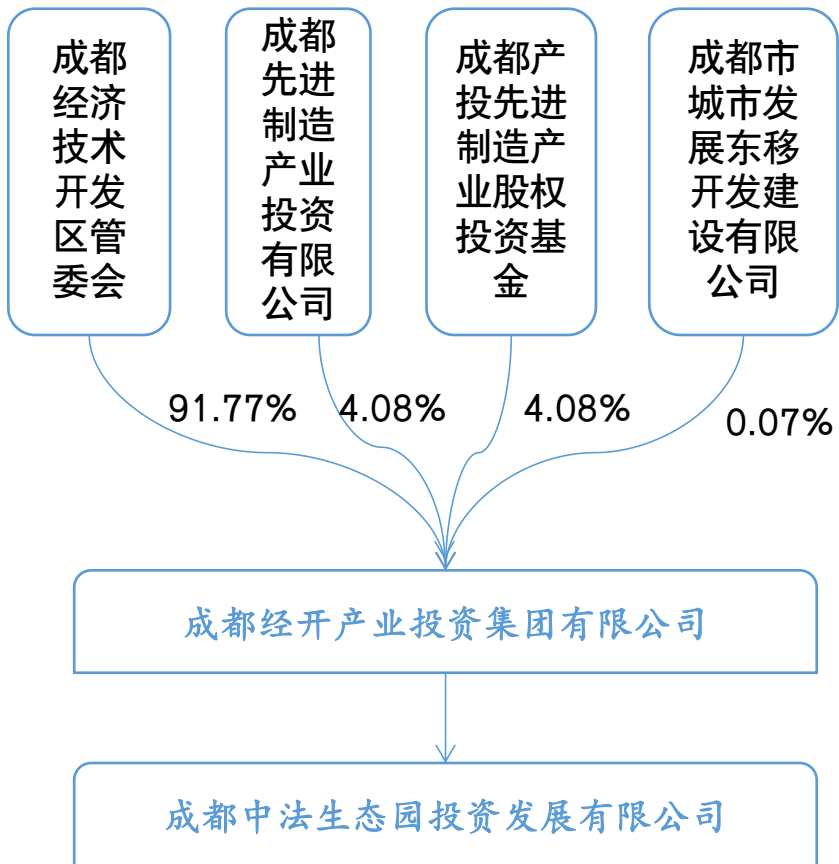 成都
经济
技术
开发
区管
委会
成都
先进
制造
产业
投资
有限
公司
成都产
投先进
制造产
业股权
投资基
金
成都市
城市发
展东移
开发建
设有限
公司
91.77%
4.08%
4.08%
0.07%
成都经开产业投资集团有限公司
成都中法生态园投资发展有限公司